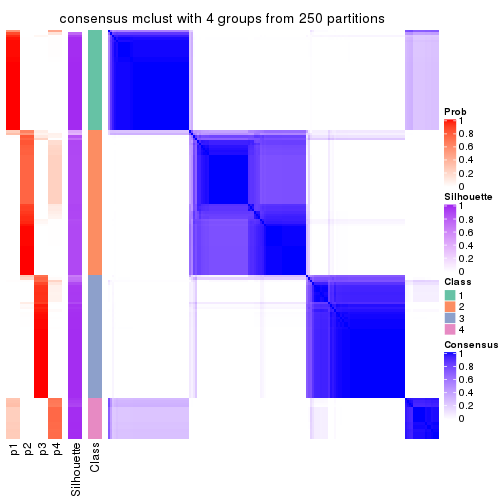 consensus mclust with 4 groups from 250 partitions
Prob
1
0.8
0.6
0.4
0.2
0
Silhouette
1
0.8
0.6
0.4
0.2
0
Class
1
2
3
4
Consensus
1
0.8
0.6
0.4
0.2
0
p1
p2
p3
p4
Silhouette
Class